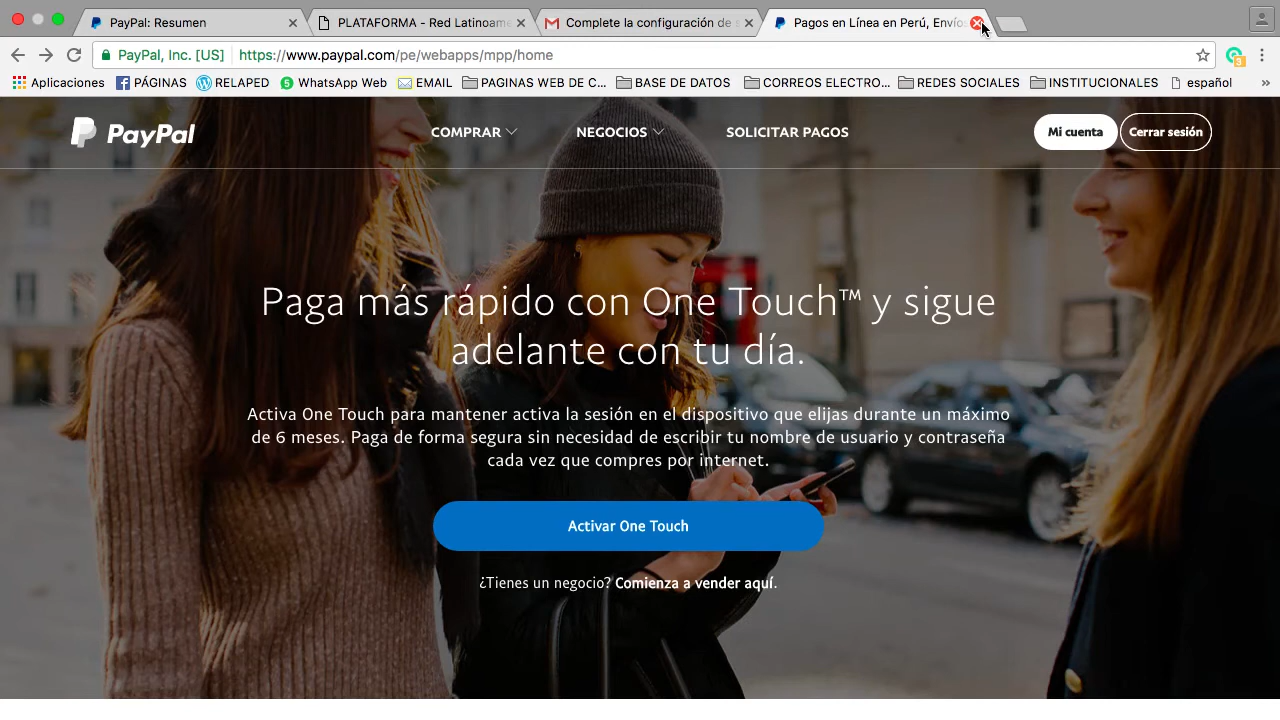 PayPal: Resumen
PLATAFORMA - Red Latinoame
Complete la configuración de s
Pagos en Línea en Perú, Envíos
PayPal, Inc. [US]
https://www.paypal.com/pe/webapps/mpp/home
3
Aplicaciones
PÁGINAS
RELAPED
WhatsApp Web
EMAIL
PAGINAS WEB DE C...
BASE DE DATOS
CORREOS ELECTRO...
REDES SOCIALES
INSTITUCIONALES
español
»
PayPal
COMPRAR
NEGOCIOS
SOLICITAR PAGOS
Mi cuenta
Cerrar sesión
Paga más rápido con One Touch™ y sigue
adelante con tu día.
Activa One Touch para mantener activa la sesión en el dispositivo que elijas durante un máximo
de 6 meses. Paga de forma segura sin necesidad de escribir tu nombre de usuario y contraseña
cada vez que compres por internet.
Activar One Touch
¿Tienes un negocio? Comienza a vender aquí.